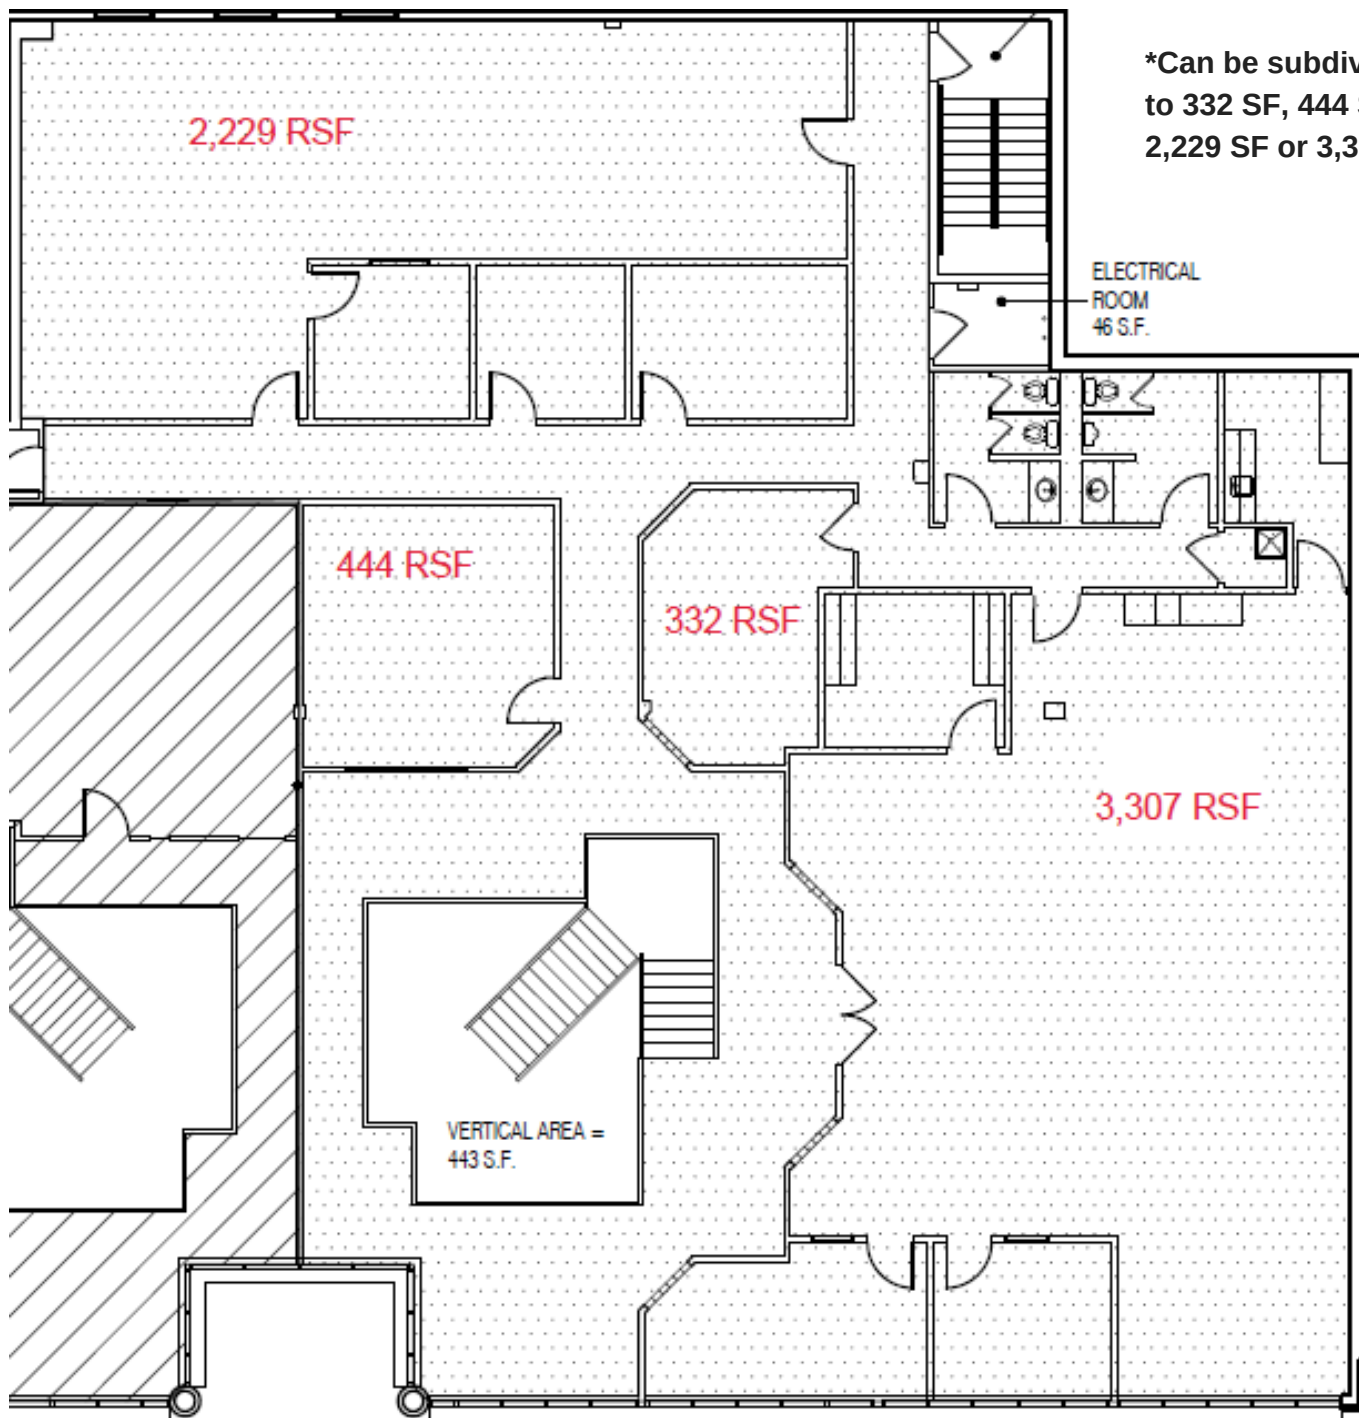 *Can be subdiv
to 332 SF, 444
2,229 SF or 3,3
2,229 RSF
ELECTRICAL
ROOM
46 S.F.
444 RSF
332 RSF
3,307 RSF
VERTICAL AREA =
443 S.F.